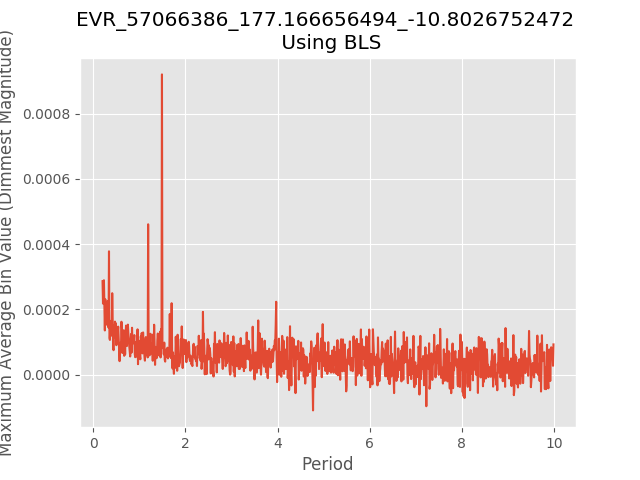 EVR_57066386_177.166656494_-10.8026752472
Using BLS
Maximum Average Bin Value (Dimmest Magnitude)
0.0008
0.0006
0.0004
0.0002
0.0000
0
2
4
6
8
10
Period